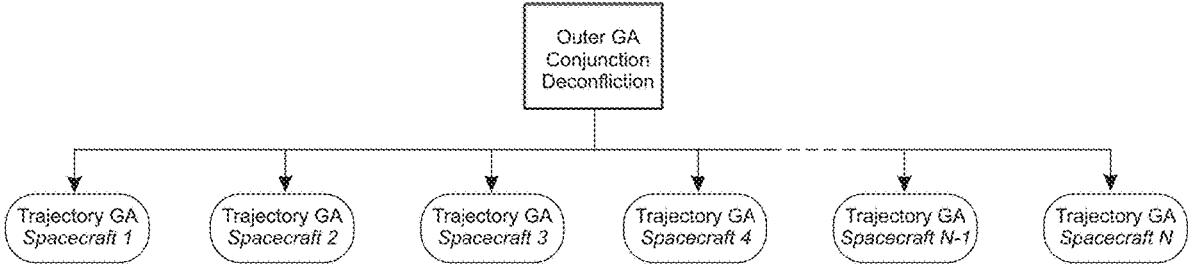 Outer GA
Conjunction
Deconfliction
Trajectory GA
Spacecraft 1
Trajectory GA
Spacecraft 2
Trajectory GA
Spacecraft 3
Trajectory GA
Spacecraft 4
Trajectory GA
Spacecraft N-1
Trajectory GA
Spacecraft N